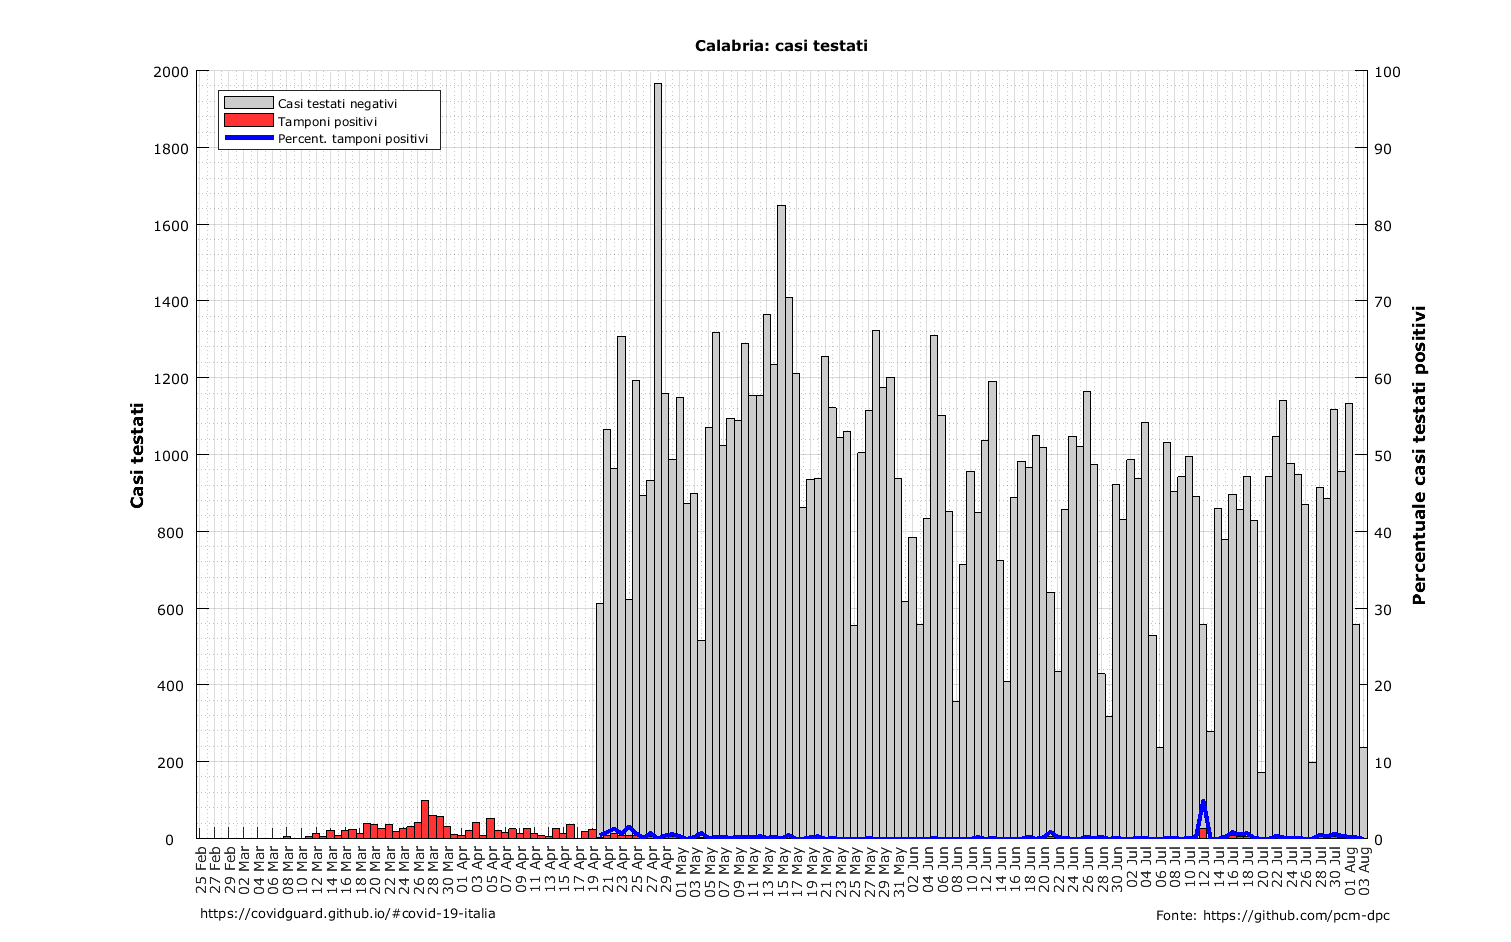 Calabria: casi testati
Casi testati negativi
Tamponi positivi
Percent. tamponi positivi
Casi testati
2000
1800
1600
1400
1200
1000
800
600
400
200
0
100
90
80
70
60
50
40
30
20
10
0
Percentuale casi testati positivi
25 Feb
27 Feb
29 Feb
02 Mar
04 Mar
06 Mar
08 Mar
10 Mar
12 Mar
14 Mar
16 Mar
18 Mar
20 Mar
22 Mar
24 Mar
26 Mar
28 Mar
30 Mar
01 Apr
03 Apr
05 Apr
07 Apr
09 Apr
11 Apr
13 Apr
15 Apr
17 Apr
19 Apr
21 Apr
23 Apr
25 Apr
27 Apr
29 Apr
01 May
03 May
05 May
07 May
09 May
11 May
13 May
15 May
17 May
19 May
21 May
23 May
25 May
27 May
29 May
31 May
02 Jun
04 Jun
06 Jun
08 Jun
10 Jun
12 Jun
14 Jun
16 Jun
18 Jun
20 Jun
22 Jun
24 Jun
26 Jun
28 Jun
30 Jun
02 Jul
04 Jul
06 Jul
08 Jul
10 Jul
12 Jul
14 Jul
16 Jul
18 Jul
20 Jul
22 Jul
24 Jul
26 Jul
28 Jul
30 Jul
01 Aug
03 Aug
https://covidguard.github.io/#covid-19-italia
Fonte: https://github.com/pcm-dpc